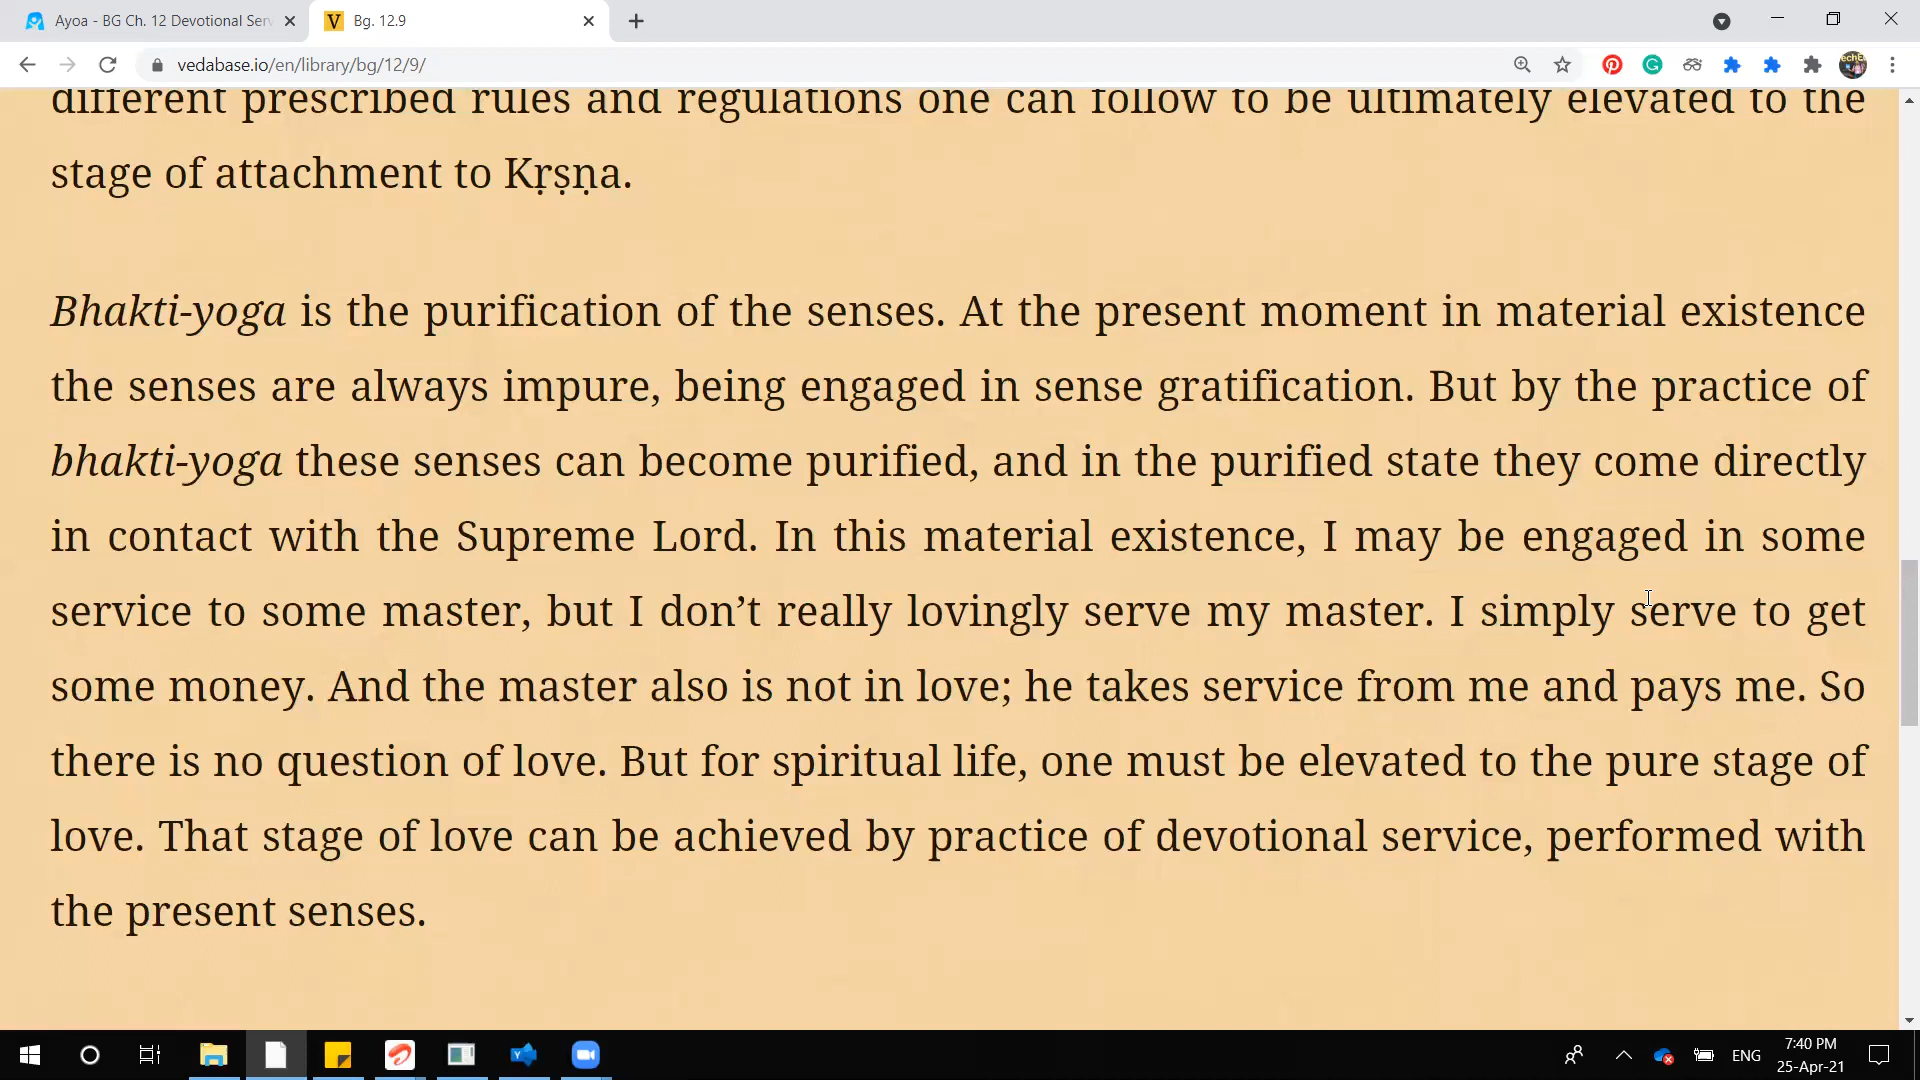 Ayoa - BG Ch. 12 Devotional Ser
Bg. 12.9
vedabase.io/en/library/bg/12/9/
different prescribed rules and regulations one can follow to be ultimately elevated to the
stage of attachment to Kṛṣṇa.
Bhakti-yoga is the purification of the senses. At the present moment in material existence
the senses are always impure, being engaged in sense gratification. But by the practice of
bhakti-yoga these senses can become purified, and in the purified state they come directly
in contact with the Supreme Lord. In this material existence, I may be engaged in some
service to some master, but I don’t really lovingly serve my master. I simply serve to get
some money. And the master also is not in love; he takes service from me and pays me. So
there is no question of love. But for spiritual life, one must be elevated to the pure stage of
love. That stage of love can be achieved by practice of devotional service, performed with
the present senses.
ENG
7:40 PM
25-Apr-21